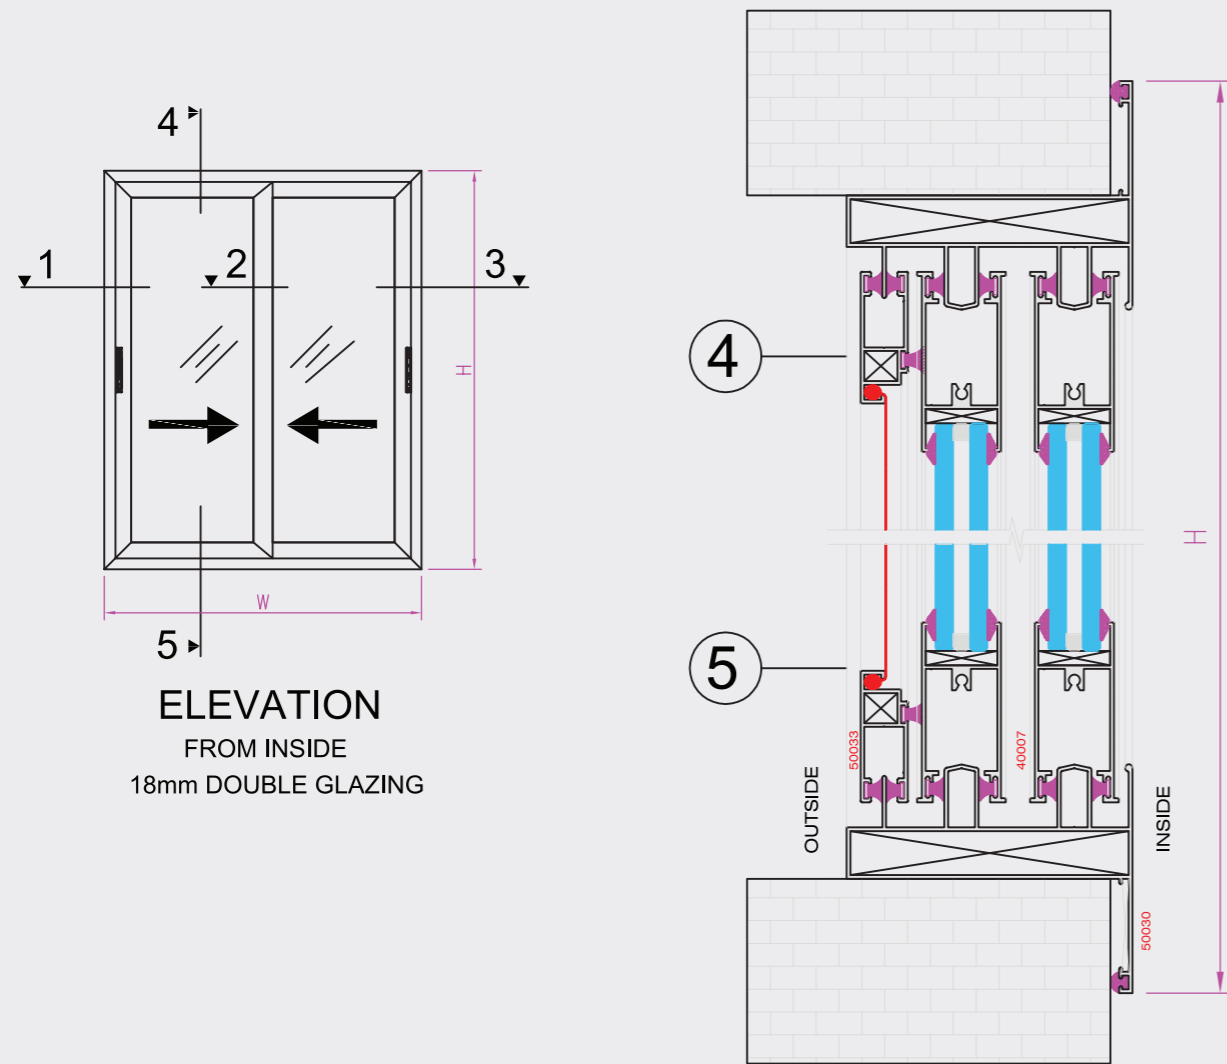 4
1
2
3
H
W
5
ELEVATION
FROM INSIDE
18mm DOUBLE GLAZING
4
5
H
50033
40007
OUTSIDE
INSIDE
50030